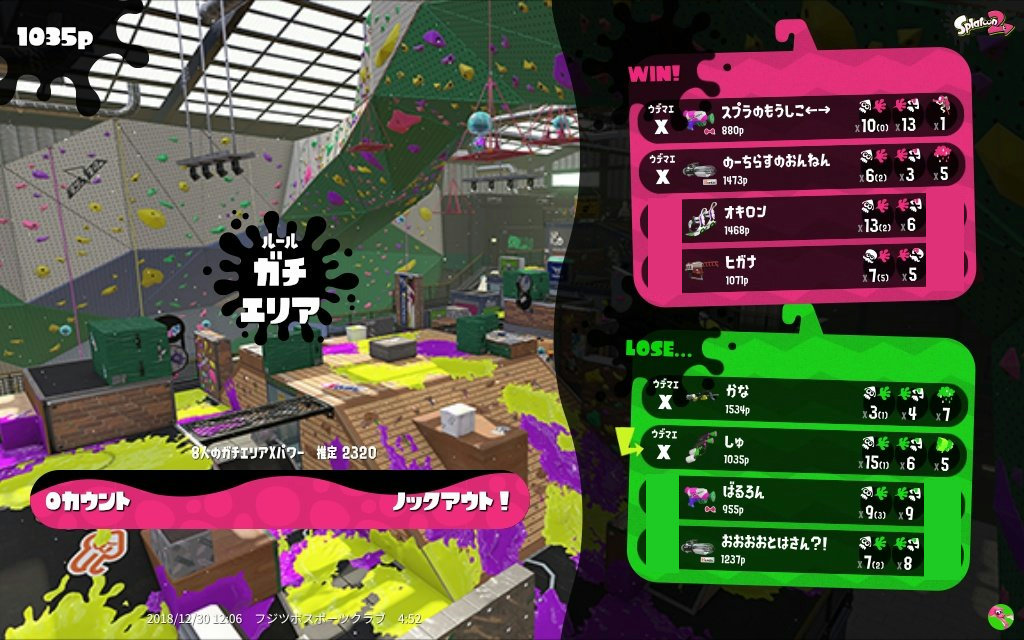 1035p
Splatoon 2
ルール
ガチ
エリア
8人のガチエリアXパワー 推定 2320
0カウント
ノックアウト!
2018/12/30 12:06 フジツボスポーツクラブ 4:52
WIN!
ウデマエ
X
スプラのもうしこ←→
880p
x10(0) x13 x1
ウデマエ
X
のーちらすのおんねん
1473p
x6(2) x3 x5
オキロン
1468p
x13(2) x6
ヒガナ
1071p
x7(5) x5
LOSE...
ウデマエ
X
かな
1534p
x3(1) x4 x7
ウデマエ
X
しゅ
1035p
x15(1) x6 x5
ばるろん
955p
x9(3) x9
おおおおとはさん?!
1237p
x7(2) x8